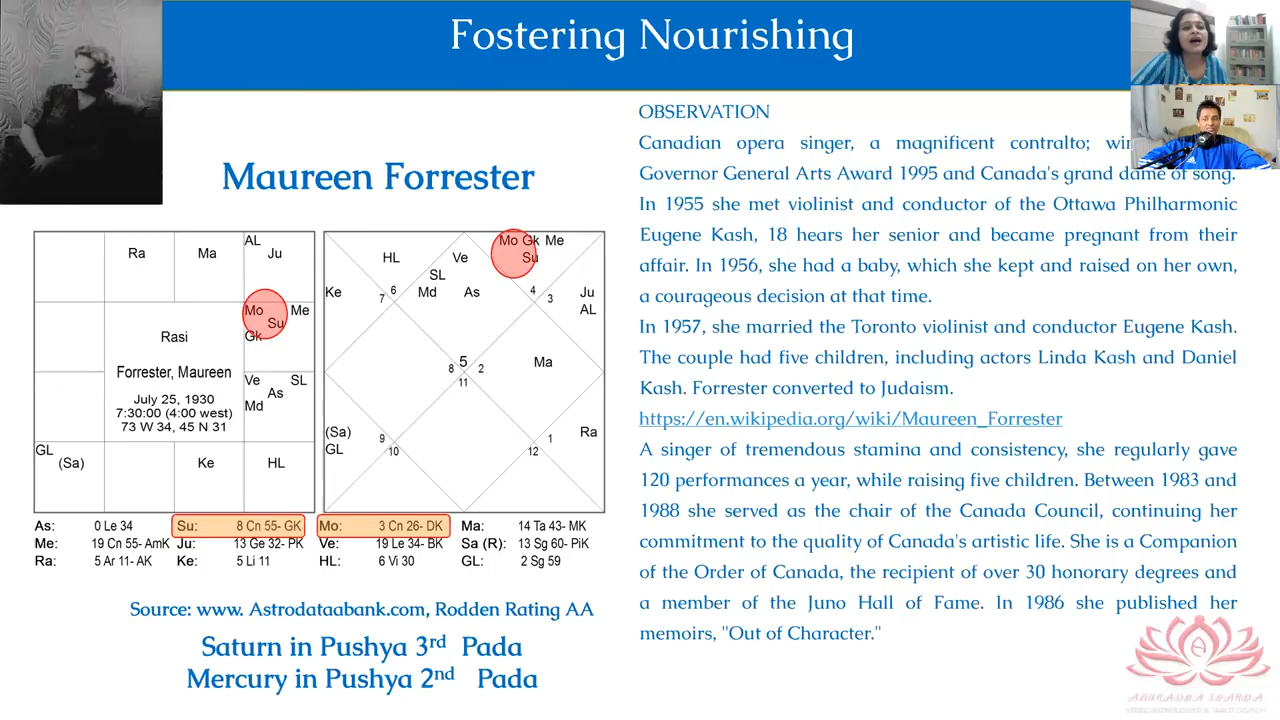 Fostering Nourishing
Maureen Forrester
OBSERVATION
Canadian opera singer, a magnificent contralto;
Governor General Arts Award 1995 and Canada's grand dame of song.
In 1955 she met violinist and conductor of the Ottawa Philharmonic
Eugene Kash, 18 hears her senior and became pregnant from their
affair. In 1956, she had a baby, which she kept and raised on her own,
a courageous decision at that time.
In 1957, she married the Toronto violinist and conductor Eugene Kash.
The couple had five children, including actors Linda Kash and Daniel
Kash. Forrester converted to Judaism.
https://en.wikipedia.org/wiki/Maureen_Forrester
A singer of tremendous stamina and consistency, she regularly gave
120 performances a year, while raising five children. Between 1983 and
1988 she served as the chair of the Canada Council, continuing her
commitment to the quality of Canada's artistic life. She is a Companion
of the Order of Canada, the recipient of over 30 honorary degrees and
a member of the Juno Hall of Fame. In 1986 she published her
memoirs, "Out of Character."
Ra Ma AL
Ju
Mo Me
Su
Gk
Rasi
Forrester, Maureen
July 25, 1930
7:30:00 (4:00 west)
73 W 34, 45 N 31
Ve SL
As
Md
GL
(Sa) Ke HL
Mo Gk Me
HL Ve Su
SL
Ke Md As Ju
7 6 4 3 AL
5
8 2 Ma
11
(Sa) 9 1 Ra
GL 10 12
As: 0 Le 34 Su: 8 Cn 55- GK Mo: 3 Cn 26- DK Ma: 14 Ta 43- MK
Me: 19 Cn 55- AmK Ju: 13 Ge 32- PK Ve: 19 Le 34- BK Sa (R): 13 Sg 60- PiK
Ra: 5 Ar 11- AK Ke: 5 Li 11 HL: 6 Vi 30 GL: 2 Sg 59
Source: www. Astrodataabank.com, Rodden Rating AA
Saturn in Pushya 3rd Pada
Mercury in Pushya 2nd Pada
ANURADHA SHARDA